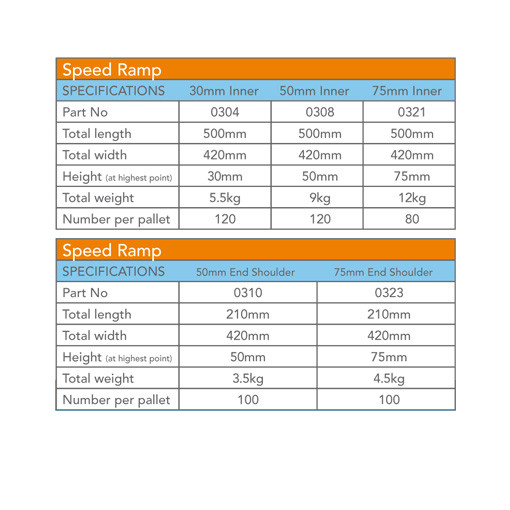 Speed Ramp
SPECIFICATIONS 30mm Inner 50mm Inner 75mm Inner
Part No 0304 0308 0321
Total length 500mm 500mm 500mm
Total width 420mm 420mm 420mm
Height (at highest point) 30mm 50mm 75mm
Total weight 5.5kg 9kg 12kg
Number per pallet 120 120 80
Speed Ramp
SPECIFICATIONS 50mm End Shoulder 75mm End Shoulder
Part No 0310 0323
Total length 210mm 210mm
Total width 420mm 420mm
Height (at highest point) 50mm 75mm
Total weight 3.5kg 4.5kg
Number per pallet 100 100